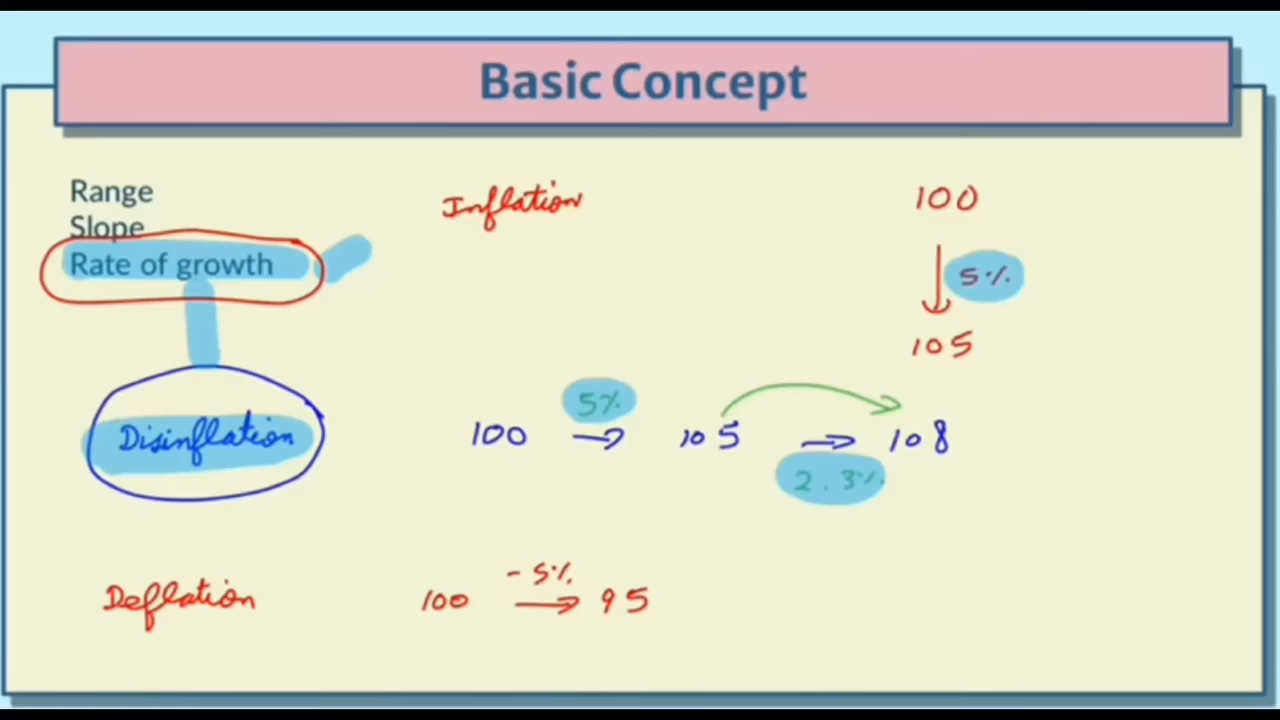 Basic Concept
Range
Slope
Rate of growth
Inflation
100
5%
105
Disinflation
100 → 105 → 108
5%
2.3%
Deflation
100 → 95
-5%